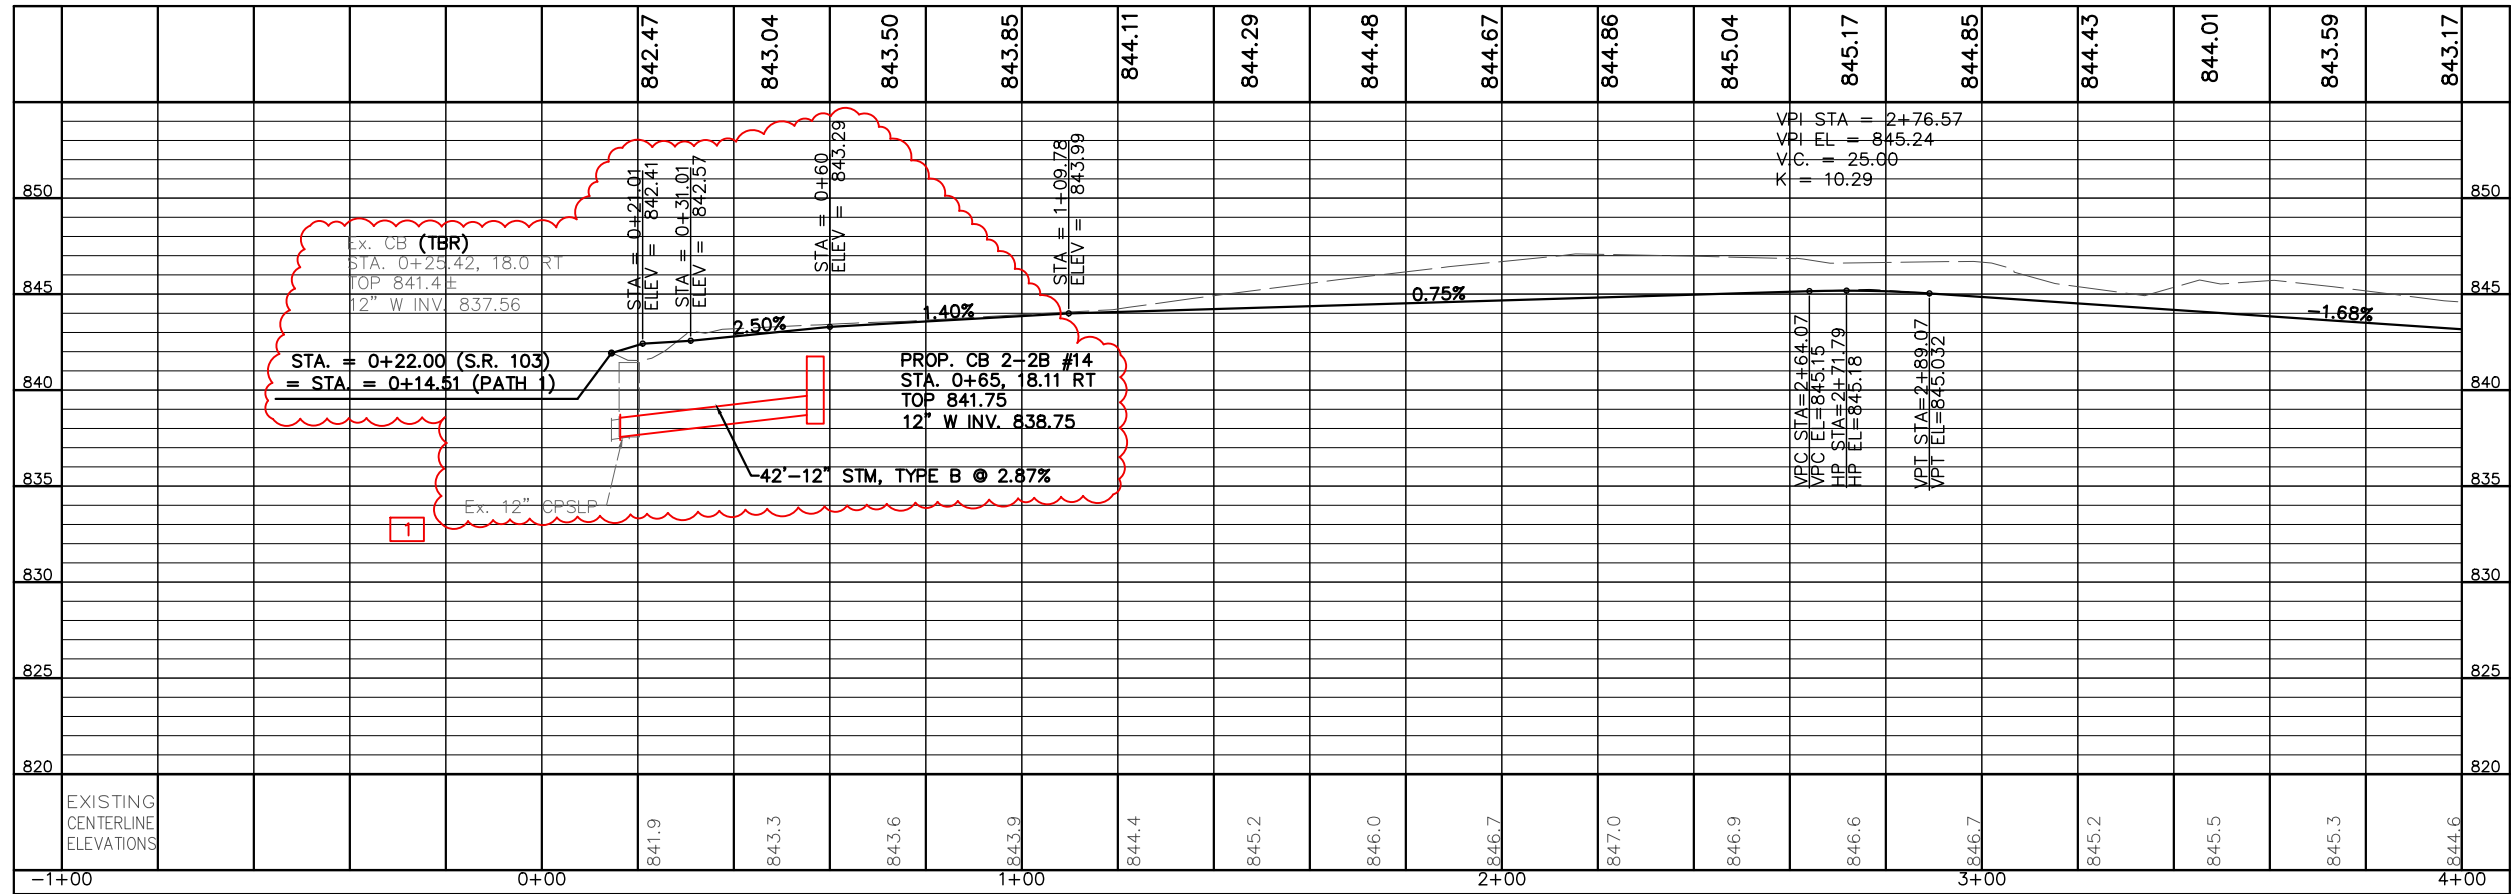 842.47 843.04 843.50 843.85 844.11 844.29 844.48 844.67 844.86 845.04 845.17 844.85 844.43 844.01 843.59 843.17
VPI STA = 2+76.57
VPI EL = 845.24
V.C. = 25.00
K = 10.29
STA = 0+21.01
ELEV = 842.41
STA = 0+31.01
ELEV = 842.57
STA = 0+60
ELEV = 843.29
STA = 1+09.78
ELEV = 843.99
850 850
Ex. CB (TBR)
STA. 0+25.42, 18.0 RT
TOP 841.4±
12" W INV. 837.56
845 845
2.50% 1.40% 0.75% -1.68%
STA. = 0+22.00 (S.R. 103)
= STA. = 0+14.51 (PATH 1)
PROP. CB 2-2B #14
STA. 0+65, 18.11 RT
TOP 841.75
12" W INV. 838.75
VPC STA=2+64.07
VPC EL=845.15
HP STA=2+71.79
HP EL=845.18
VPT STA=2+89.07
VPT EL=845.032
840 840
42'-12" STM, TYPE B @ 2.87%
835 835
Ex. 12" CPSLP
1
830 830
825 825
820 820
EXISTING
CENTERLINE
ELEVATIONS
841.9 843.3 843.6 843.9 844.4 845.2 846.0 846.7 847.0 846.9 846.6 846.7 845.2 845.5 845.3 844.6
-1+00 0+00 1+00 2+00 3+00 4+00